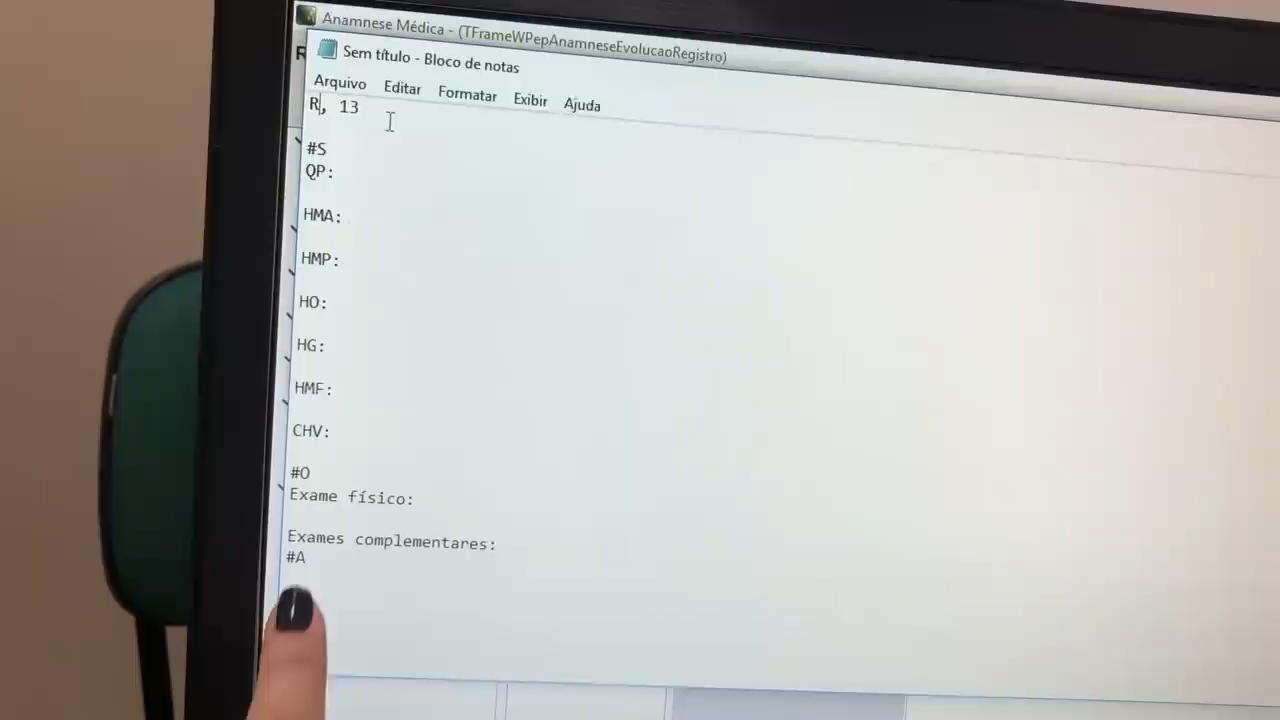 Anamnese Médica - (TFrameWPepAnamneseEvolucaoRegistro)
Sem título - Bloco de notas
Arquivo Editar Formatar Exibir Ajuda
R, 13
#S
QP:
HMA:
HMP:
HO:
HG:
HMF:
CHV:
#O
Exame físico:
Exames complementares:
#A